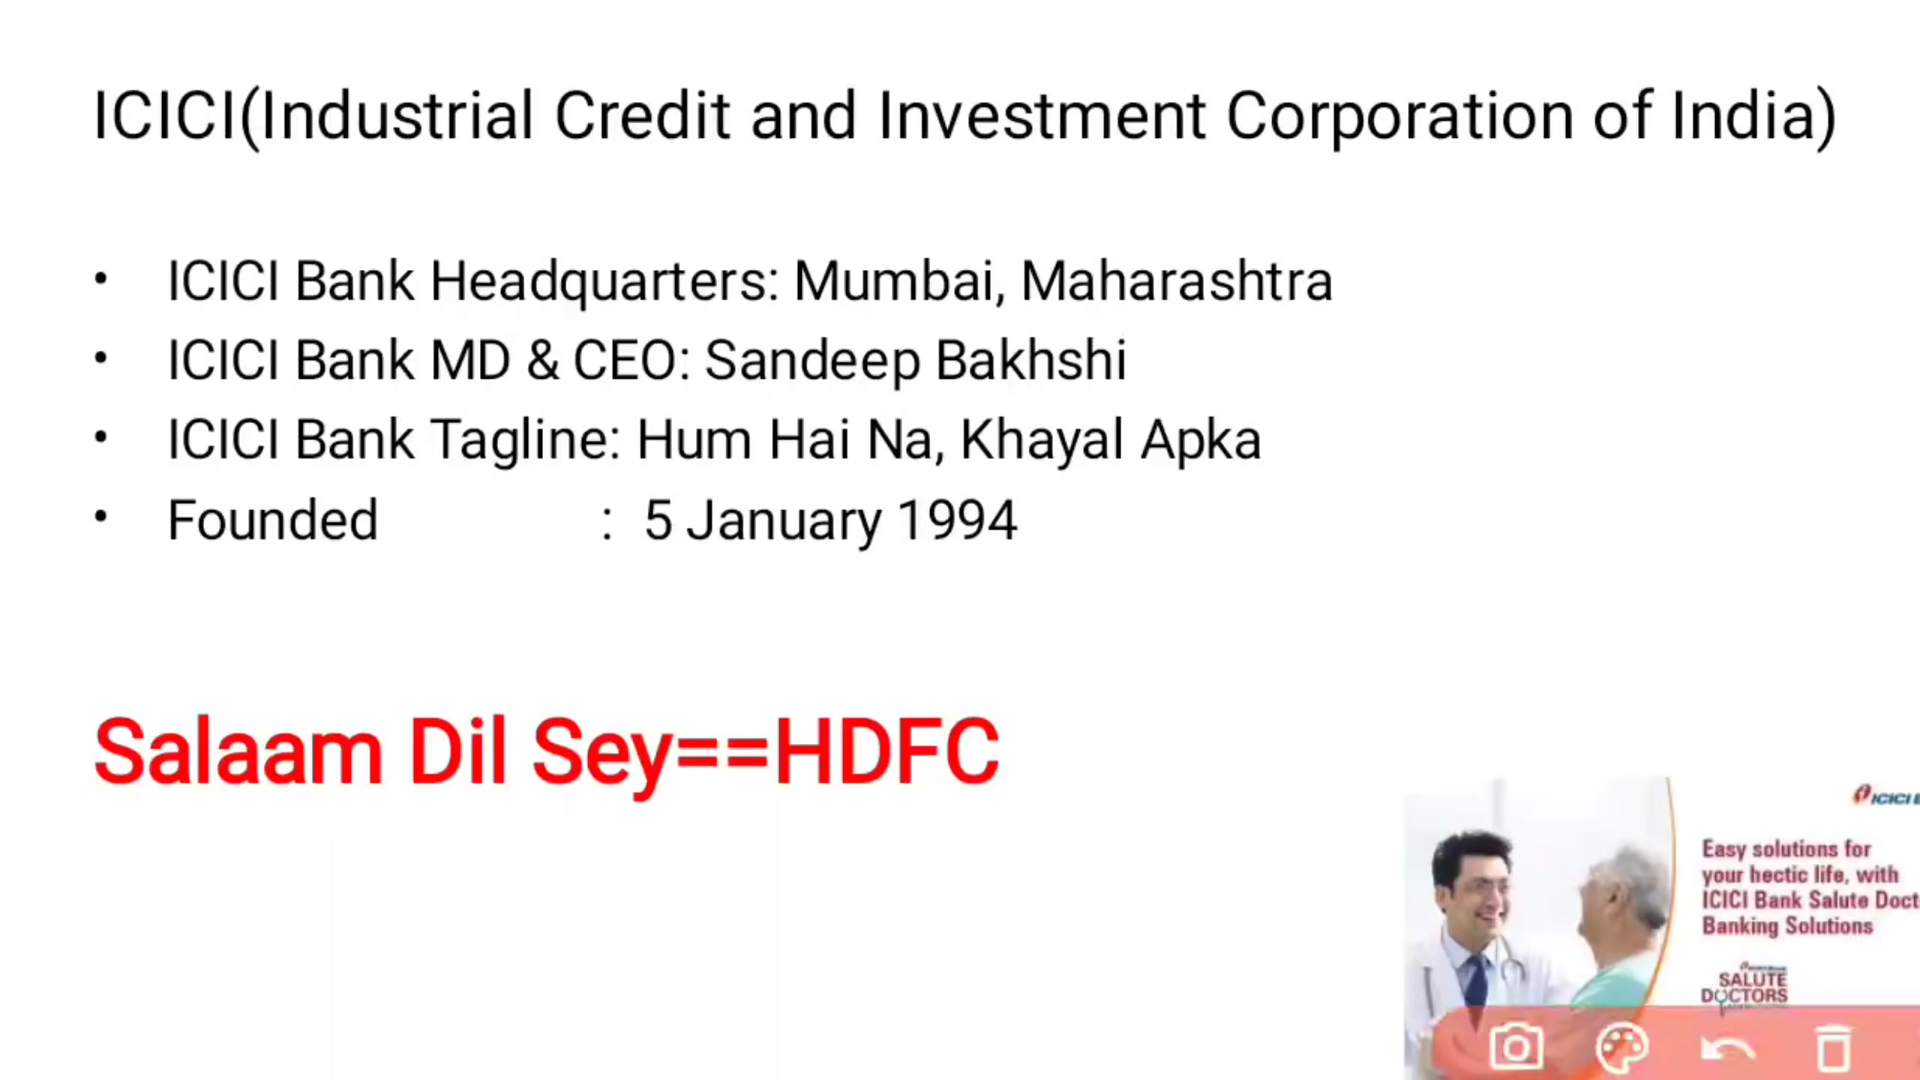 ICICI(Industrial Credit and Investment Corporation of India)
• ICICI Bank Headquarters: Mumbai, Maharashtra
• ICICI Bank MD & CEO: Sandeep Bakhshi
• ICICI Bank Tagline: Hum Hai Na, Khayal Apka
• Founded : 5 January 1994
Salaam Dil Sey==HDFC
ICICI
Easy solutions for
your hectic life, with
ICICI Bank Salute Doct
Banking Solutions
SALUTE
DOCTORS